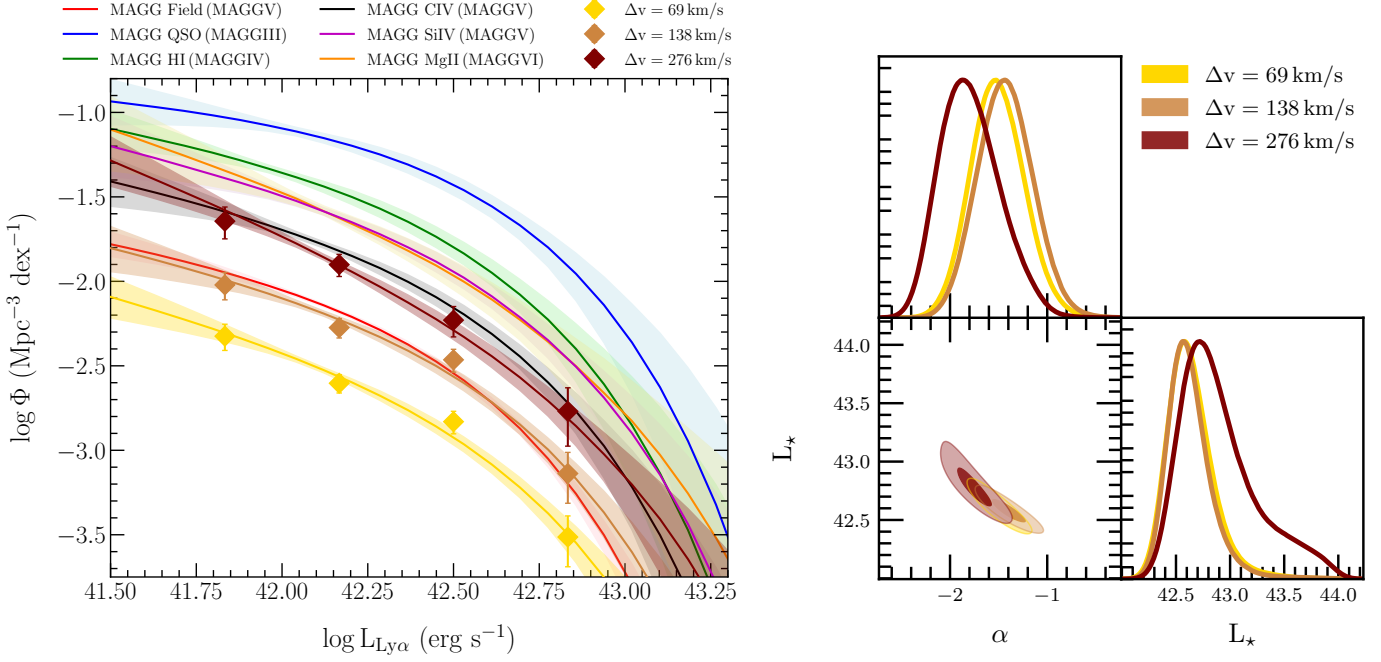 MAGG Field (MAGGV) MAGG CIV (MAGGV) Δv = 69 km/s
MAGG QSO (MAGGIII) MAGG SiIV (MAGGV) Δv = 138 km/s
MAGG HI (MAGGIV) MAGG MgII (MAGGVI) Δv = 276 km/s
−1.0
−1.5
−2.0
−2.5
−3.0
−3.5
log Φ (Mpc⁻³ dex⁻¹)
41.50 41.75 42.00 42.25 42.50 42.75 43.00 43.25
log L_Lyα (erg s⁻¹)
Δv = 69 km/s
Δv = 138 km/s
Δv = 276 km/s
44.0
43.5
43.0
42.5
L⋆
−2 −1
α
42.5 43.0 43.5 44.0
L⋆